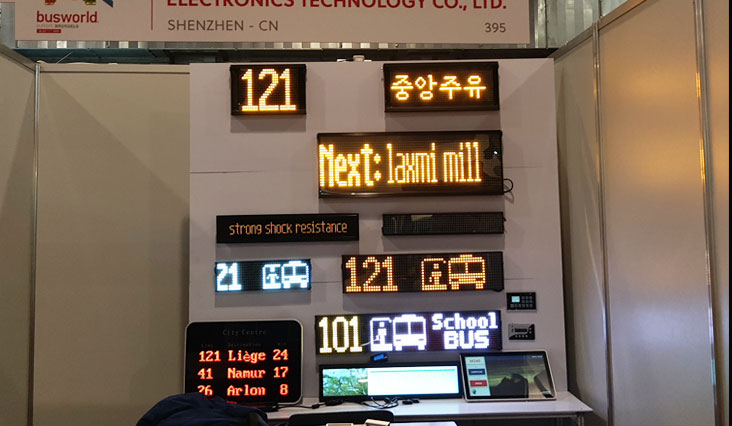 ELECTRONICS TECHNOLOGY CO., LTD.
busworld
SHENZHEN - CN
395
121
중앙주유
Next: laxmi mill
strong shock resistance
21
121
101 School BUS
City Centre
121 Liège 24
41 Namur 17
26 Arlon 8